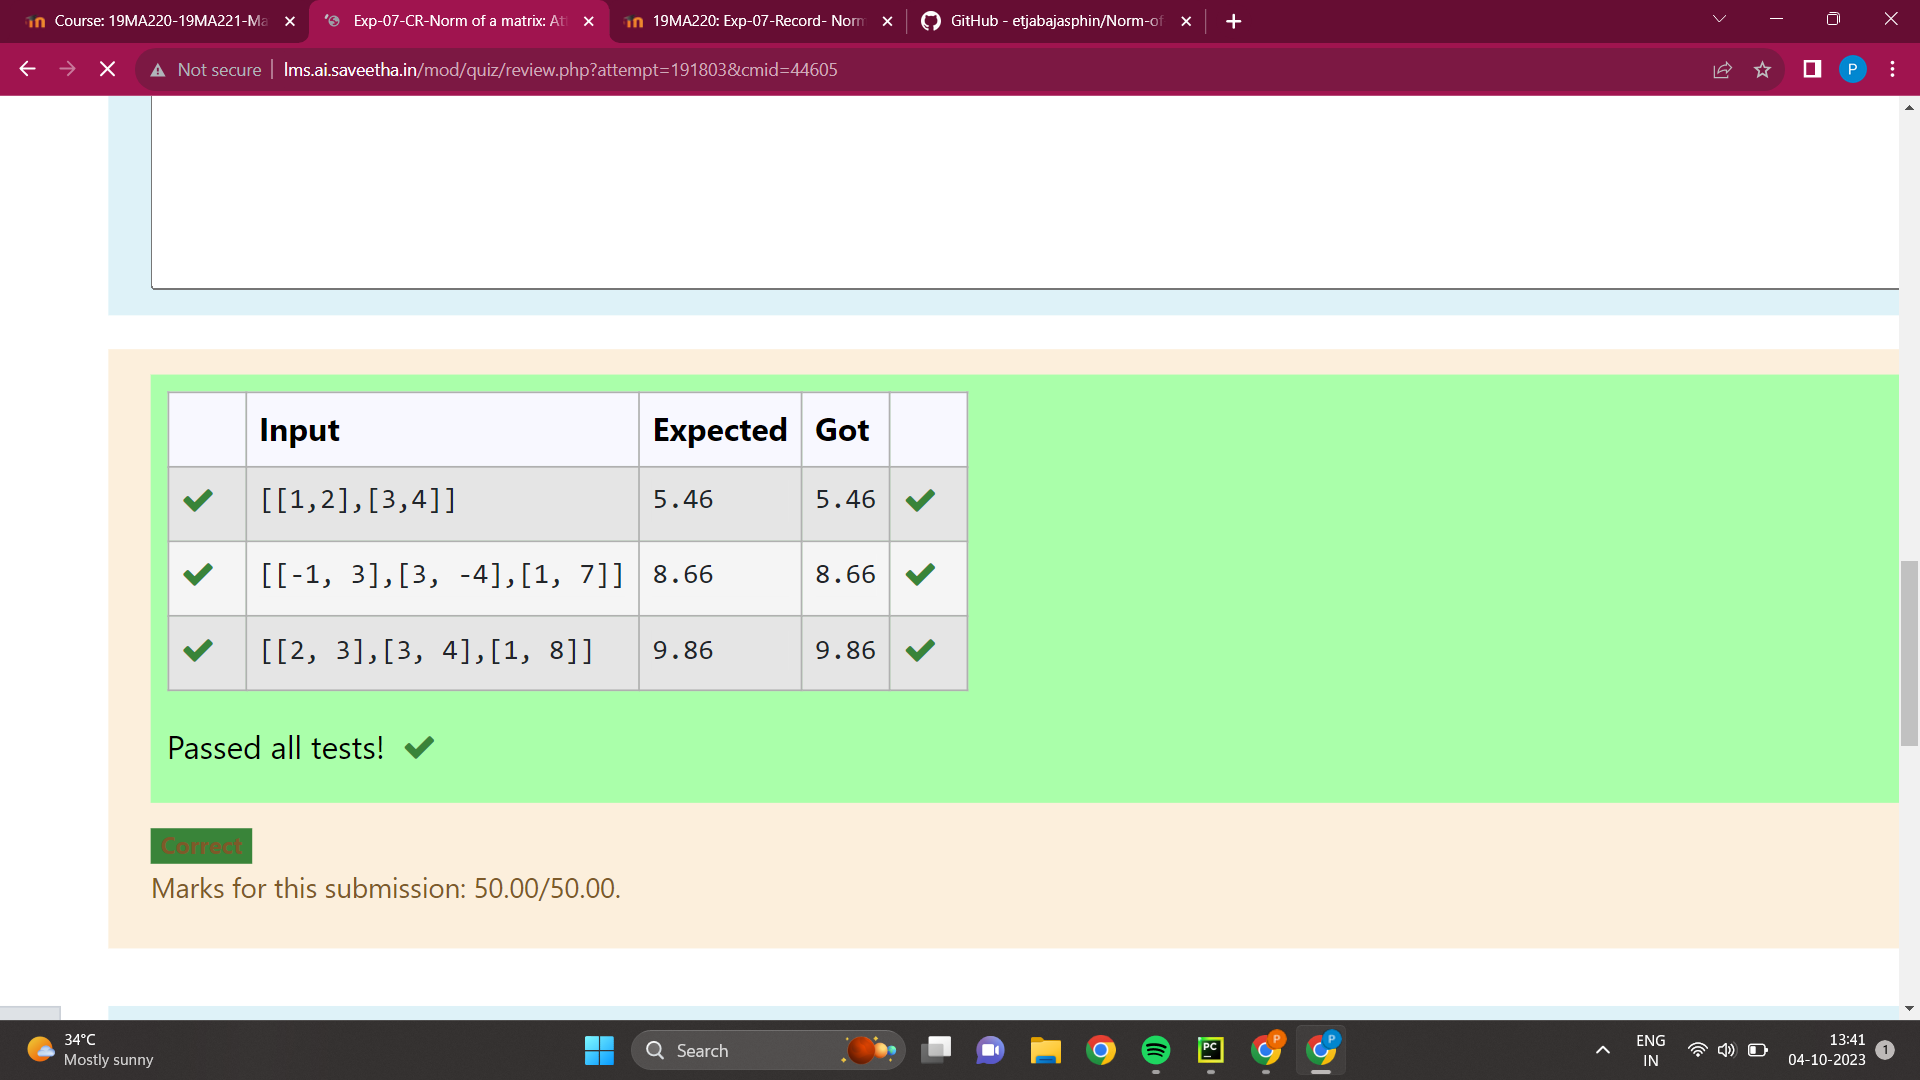 Course: 19MA220-19MA221-Ma
Exp-07-CR-Norm of a matrix: At
19MA220: Exp-07-Record- Norm
GitHub - etjabajasphin/Norm-of
Not secure lms.ai.saveetha.in/mod/quiz/review.php?attempt=191803&cmid=44605
P
Input Expected Got
[[1,2],[3,4]] 5.46 5.46
[[-1, 3],[3, -4],[1, 7]] 8.66 8.66
[[2, 3],[3, 4],[1, 8]] 9.86 9.86
Passed all tests!
Correct
Marks for this submission: 50.00/50.00.
34°C
Mostly sunny
Search
PC
P
P
ENG
IN
13:41
04-10-2023
1